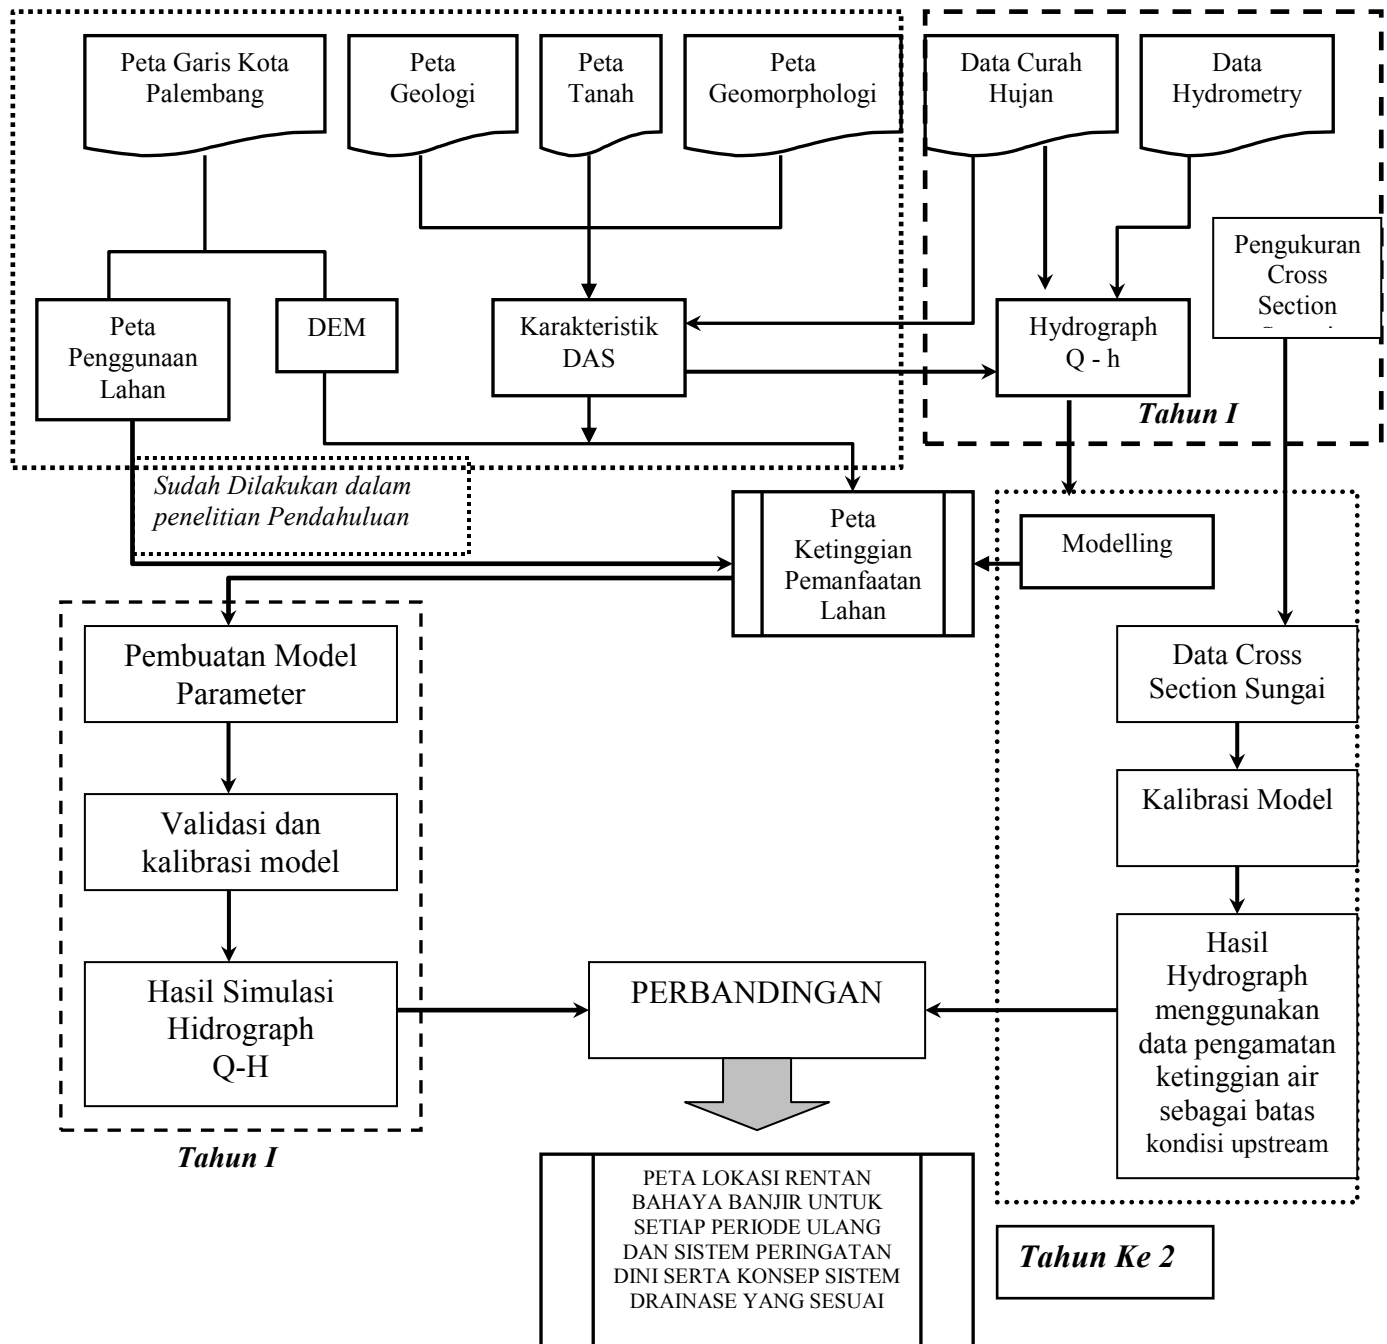 Peta Garis Kota
Palembang
Peta
Geologi
Peta
Tanah
Peta
Geomorphologi
Data Curah
Hujan
Data
Hydrometry
Pengukuran
Cross
Section
Peta
Penggunaan
Lahan
DEM
Karakteristik
DAS
Hydrograph
Q - h
Tahun I
Sudah Dilakukan dalam
penelitian Pendahuluan
Peta
Ketinggian
Pemanfaatan
Lahan
Modelling
Pembuatan Model
Parameter
Data Cross
Section Sungai
Validasi dan
kalibrasi model
Kalibrasi Model
Hasil Simulasi
Hidrograph
Q-H
PERBANDINGAN
Hasil
Hydrograph
menggunakan
data pengamatan
ketinggian air
sebagai batas
kondisi upstream
Tahun I
PETA LOKASI RENTAN
BAHAYA BANJIR UNTUK
SETIAP PERIODE ULANG
DAN SISTEM PERINGATAN
DINI SERTA KONSEP SISTEM
DRAINASE YANG SESUAI
Tahun Ke 2